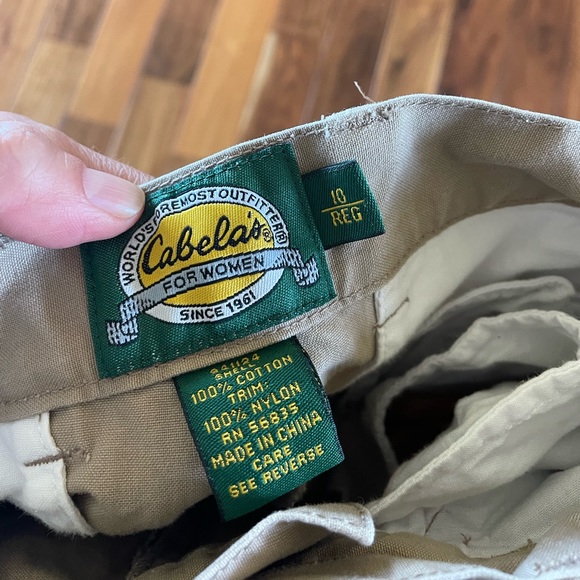 WORLD'S FOREMOST OUTFITTER®
Cabela's®
FOR WOMEN
SINCE 1961
10
REG
SHELL
100% COTTON
TRIM:
100% NYLON
RN 56835
MADE IN CHINA
CARE
SEE REVERSE